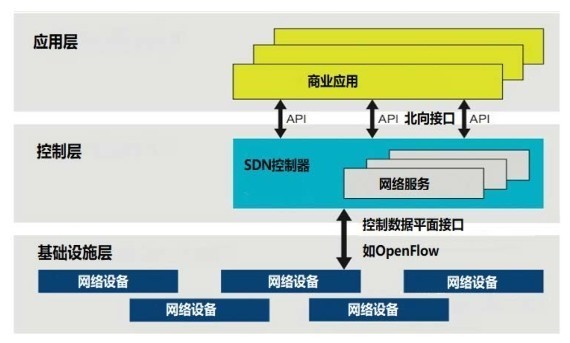 应用层
商业应用
API
API 北向接口
API
控制层
SDN控制器
网络服务
控制数据平面接口
如OpenFlow
基础设施层
网络设备
网络设备
网络设备
网络设备
网络设备